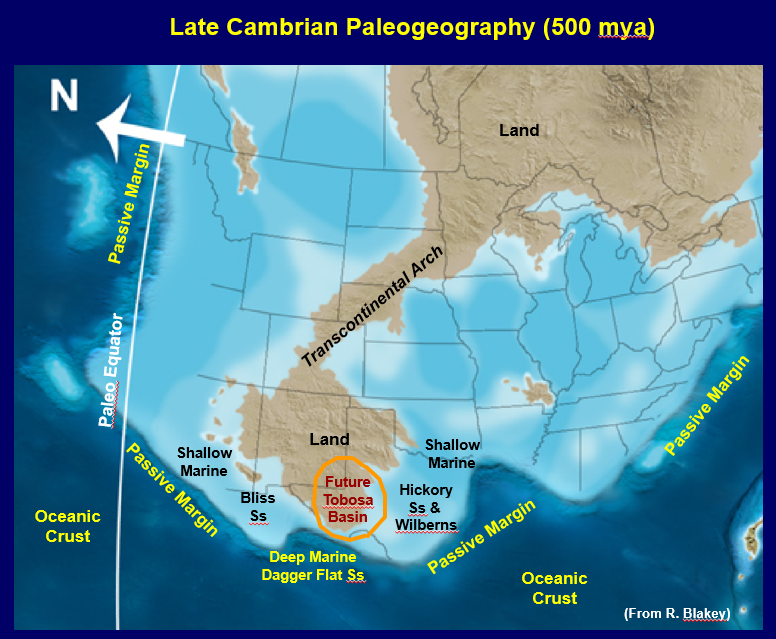 Late Cambrian Paleogeography (500 mya)
N
Land
Passive Margin
Transcontinental Arch
Paleo Equator
Passive Margin
Land
Shallow
Marine
Shallow
Marine
Passive Margin
Future
Tobosa
Basin
Bliss
Ss
Hickory
Ss &
Wilberns
Oceanic
Crust
Passive Margin
Deep Marine
Dagger Flat Ss
Oceanic
Crust
(From R. Blakey)